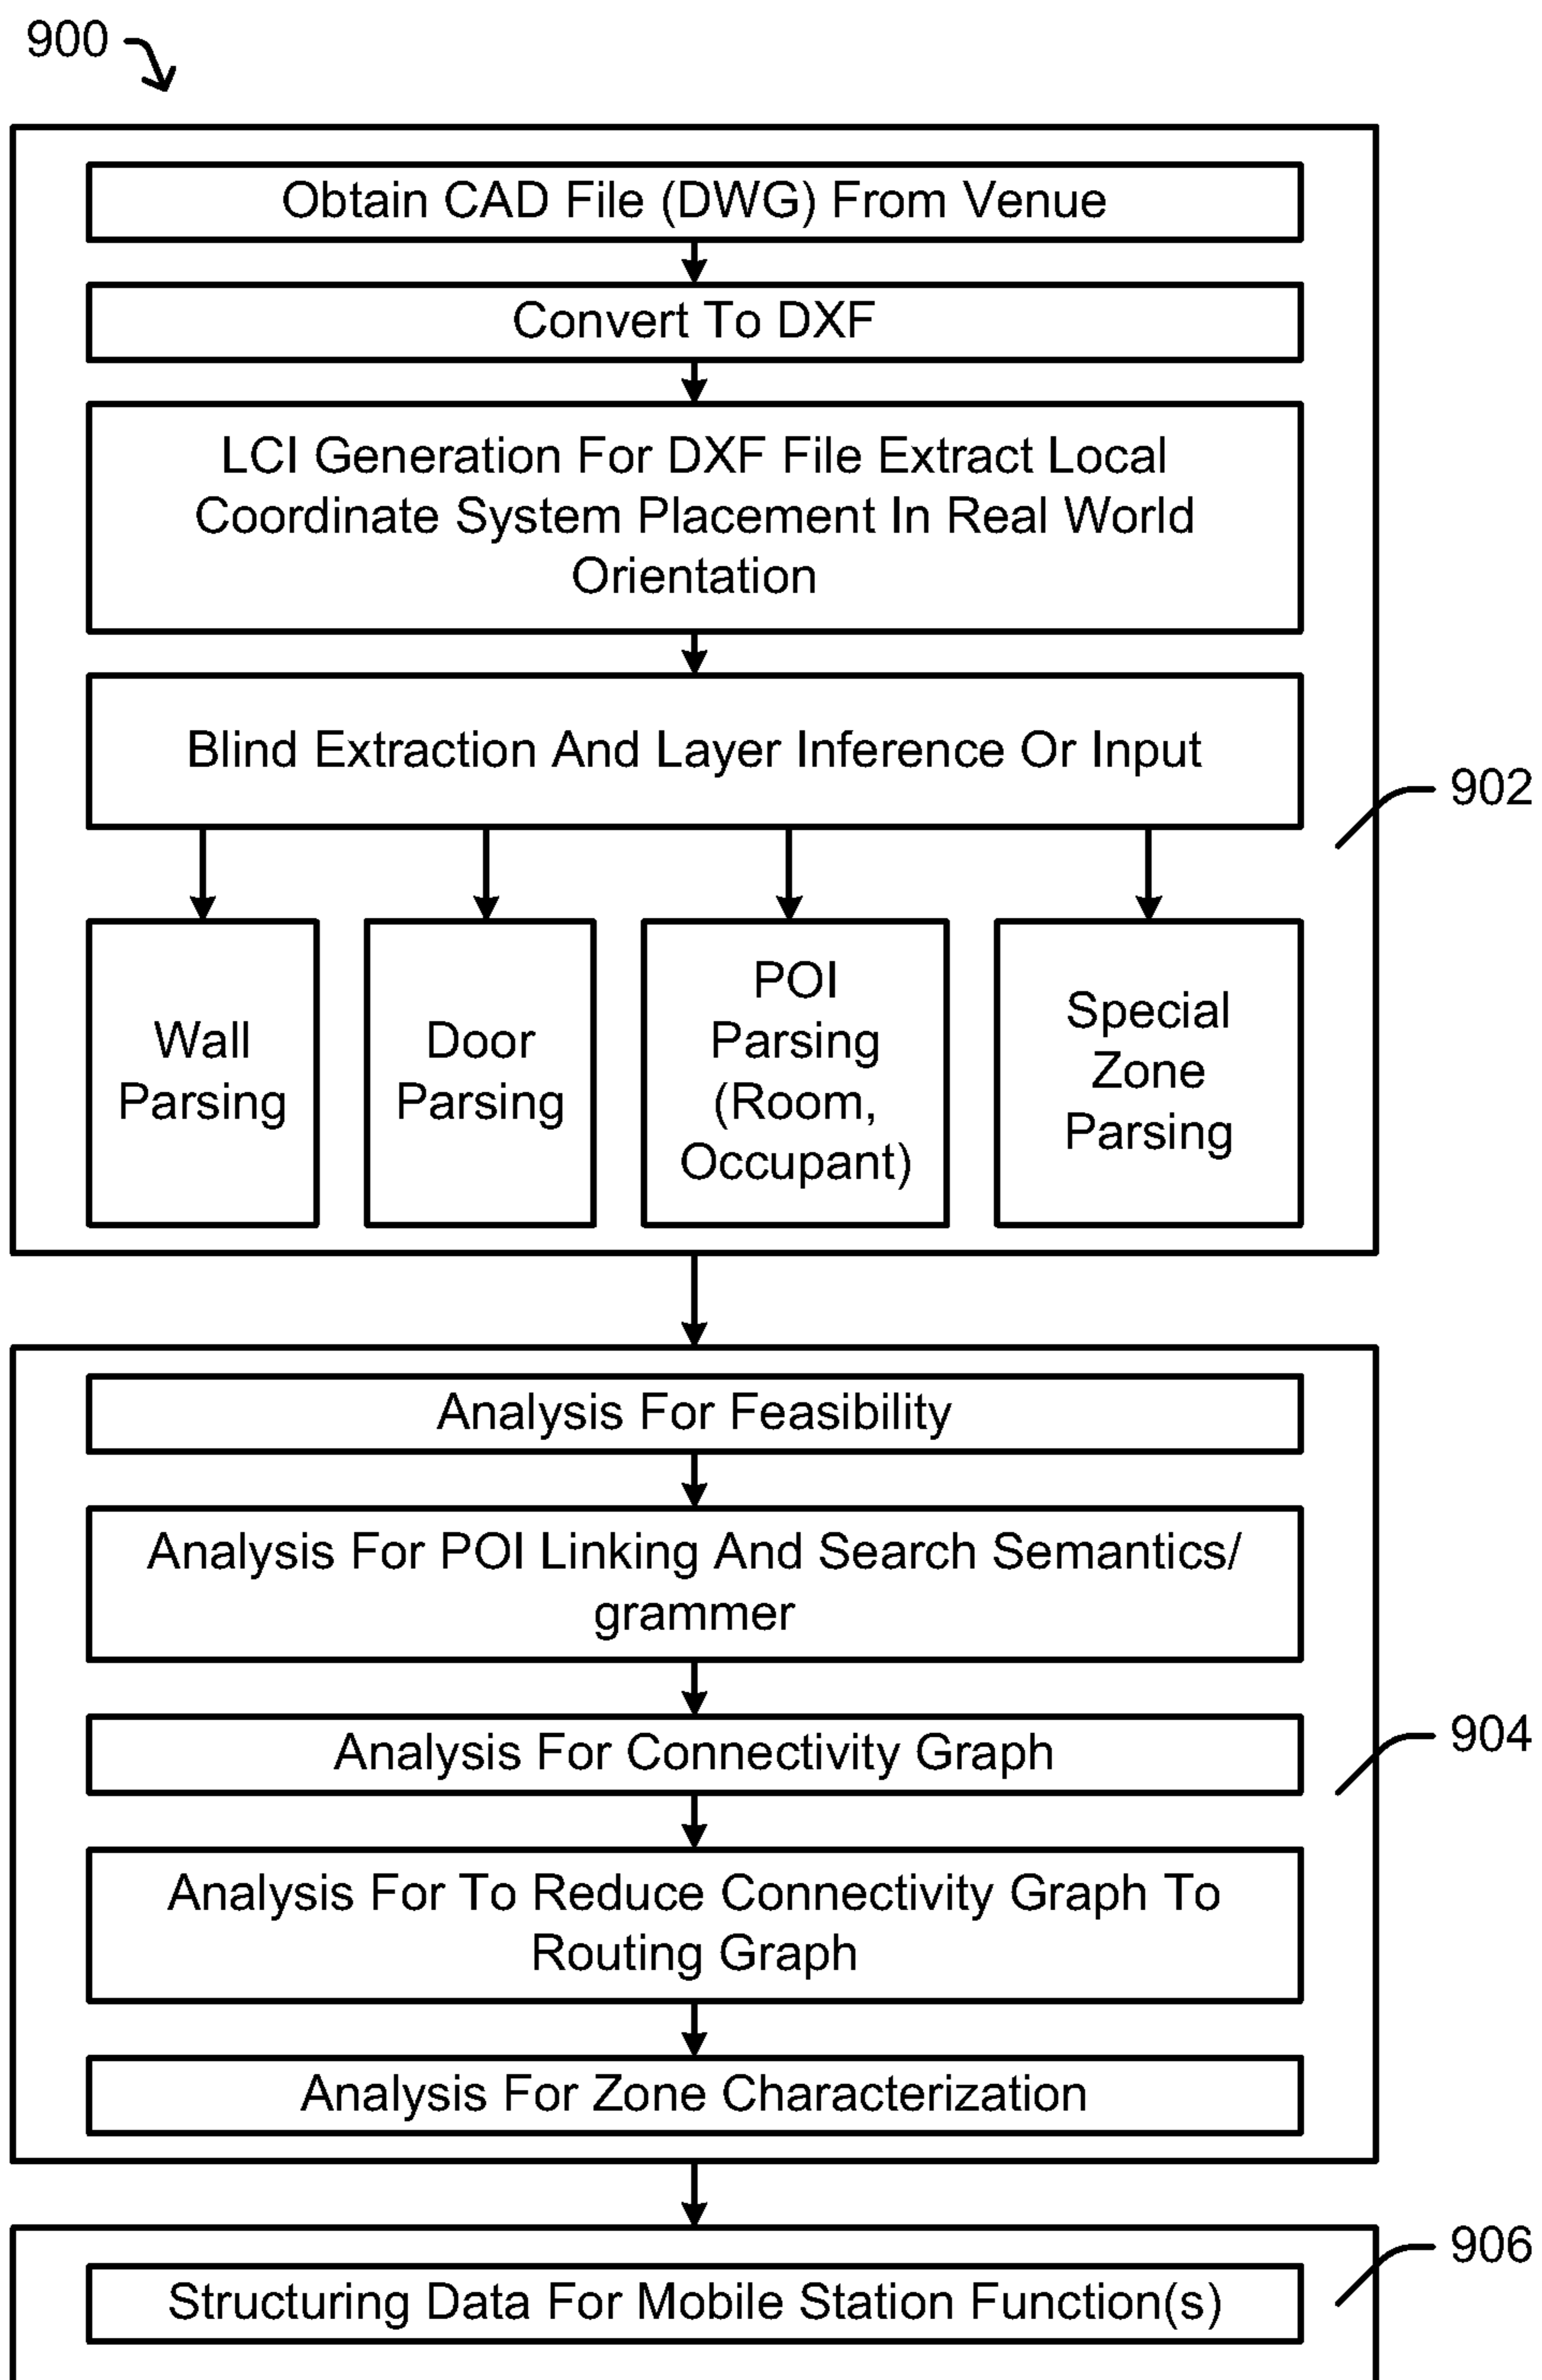 900
Obtain CAD File (DWG) From Venue
Convert To DXF
LCI Generation For DXF File Extract Local
Coordinate System Placement In Real World
Orientation
Blind Extraction And Layer Inference Or Input
902
Wall
Parsing
Door
Parsing
POI
Parsing
(Room,
Occupant)
Special
Zone
Parsing
Analysis For Feasibility
Analysis For POI Linking And Search Semantics/
grammer
Analysis For Connectivity Graph
904
Analysis For To Reduce Connectivity Graph To
Routing Graph
Analysis For Zone Characterization
906
Structuring Data For Mobile Station Function(s)